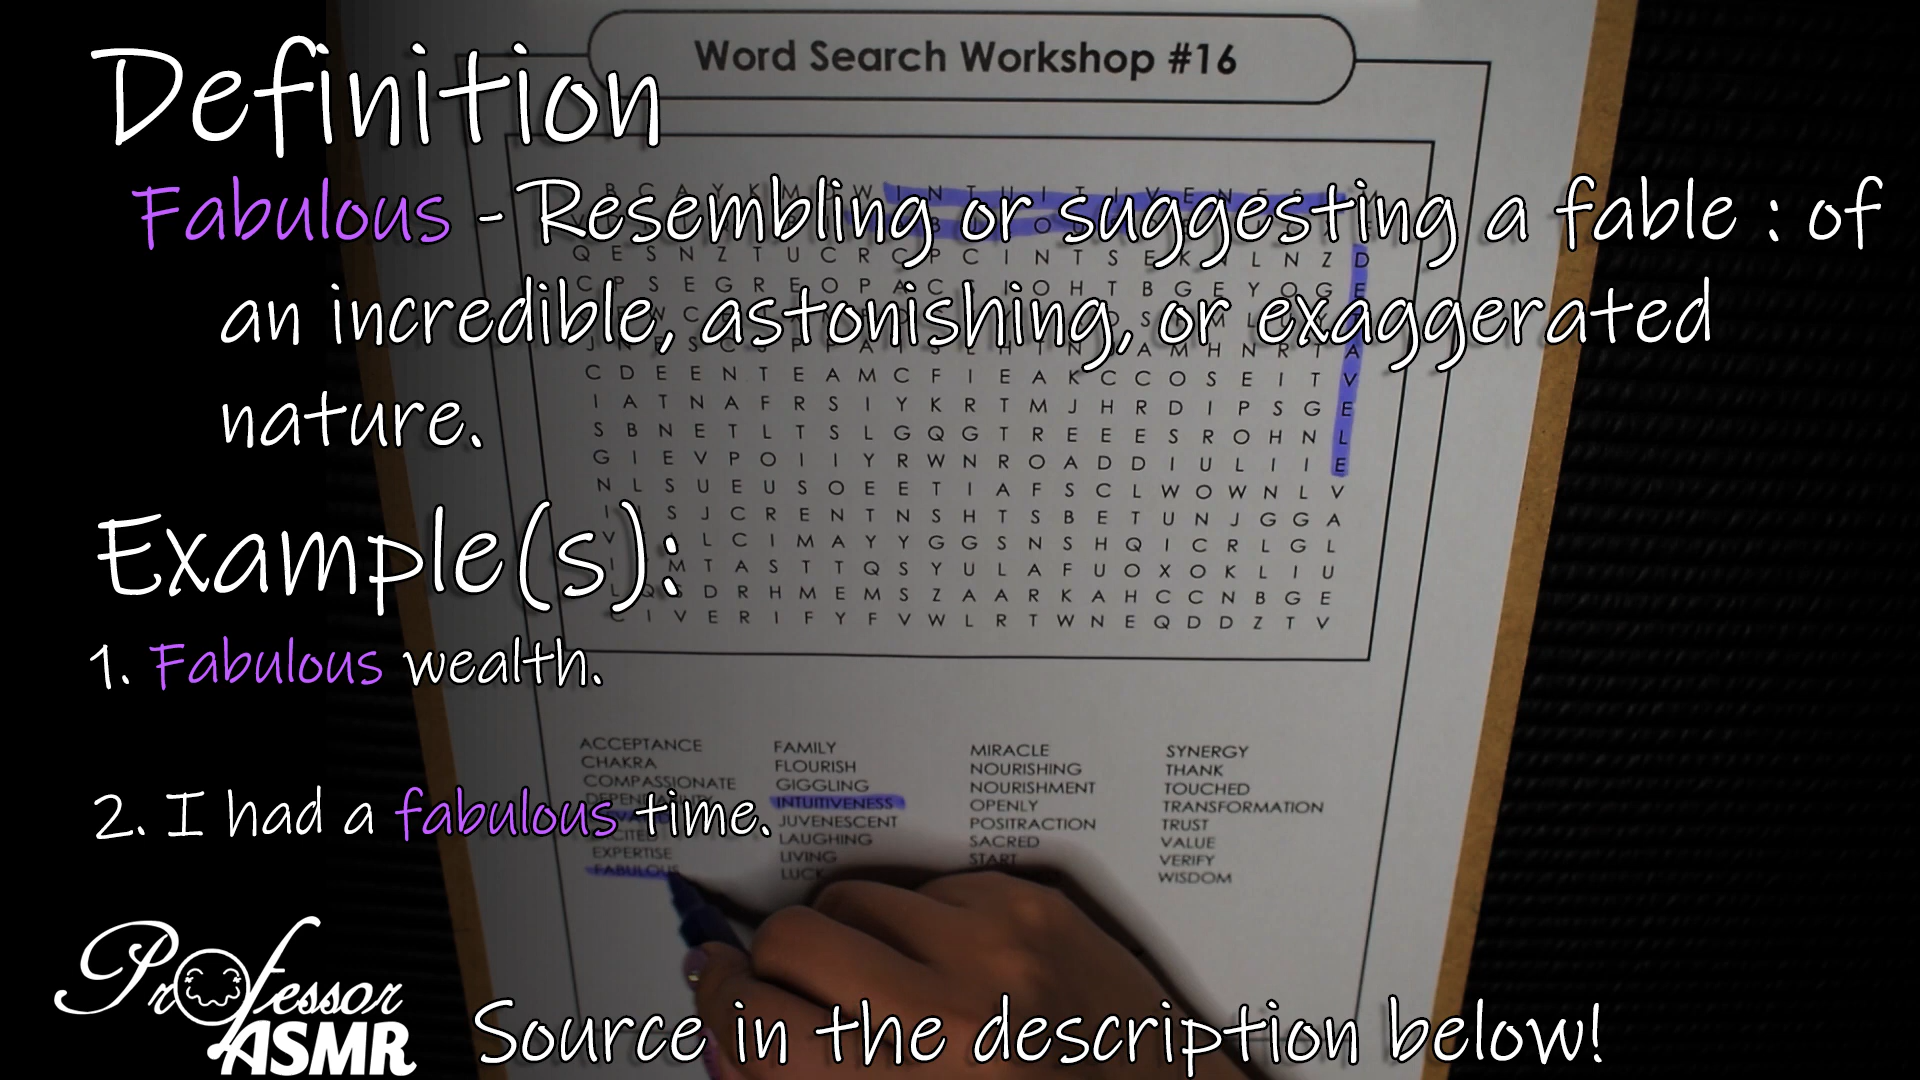 Word Search Workshop #16
Definition
Fabulous - Resembling or suggesting a fable : of
an incredible, astonishing, or exaggerated
nature.
Q E S N Z T U C R C P C I N T S E K L N Z D
C D E E N T E A M C F I E A K C C O S E I T V
I A T N A F R S I Y K R T M J H R D I P S G E
S B N E T L T S L G Q G T R E E E S R O H N L
G I E V P O I I Y R W N R O A D D I U L I I E
N L S U E U S O E E T I A F S C L W O W N L V
S J C R E N T N S H T S B E T U N J G G A
L C I M A Y Y G G S N S H Q I C R L G L
M T A S T T Q S Y U L A F U O X O K L I U
D R H M E M S Z A A R K A H C C N B G E
C I V E R I F Y F V W L R T W N E Q D D Z T V
Example(s):
1. Fabulous wealth.
2. I had a fabulous time.
ACCEPTANCE
CHAKRA
COMPASSIONATE
EXPERTISE
FABULOUS
FAMILY
FLOURISH
GIGGLING
INTUITIVENESS
JUVENESCENT
LAUGHING
LIVING
LUCK
MIRACLE
NOURISHING
NOURISHMENT
OPENLY
POSITRACTION
SACRED
START
SYNERGY
THANK
TOUCHED
TRANSFORMATION
TRUST
VALUE
VERIFY
WISDOM
Professor
ASMR
Source in the description below!